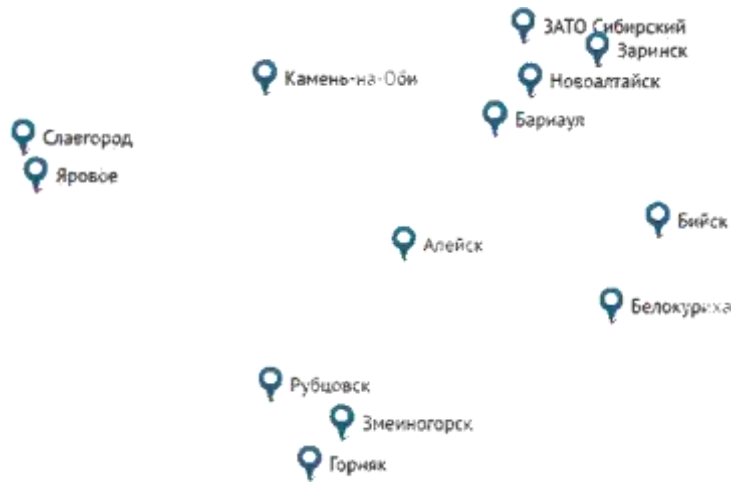 ЗАТО Сибирский
Заринск
Камень-на-Оби
Новоалтайск
Барнаул
Славгород
Яровое
Бийск
Алейск
Белокуриха
Рубцовск
Змеиногорск
Горняк